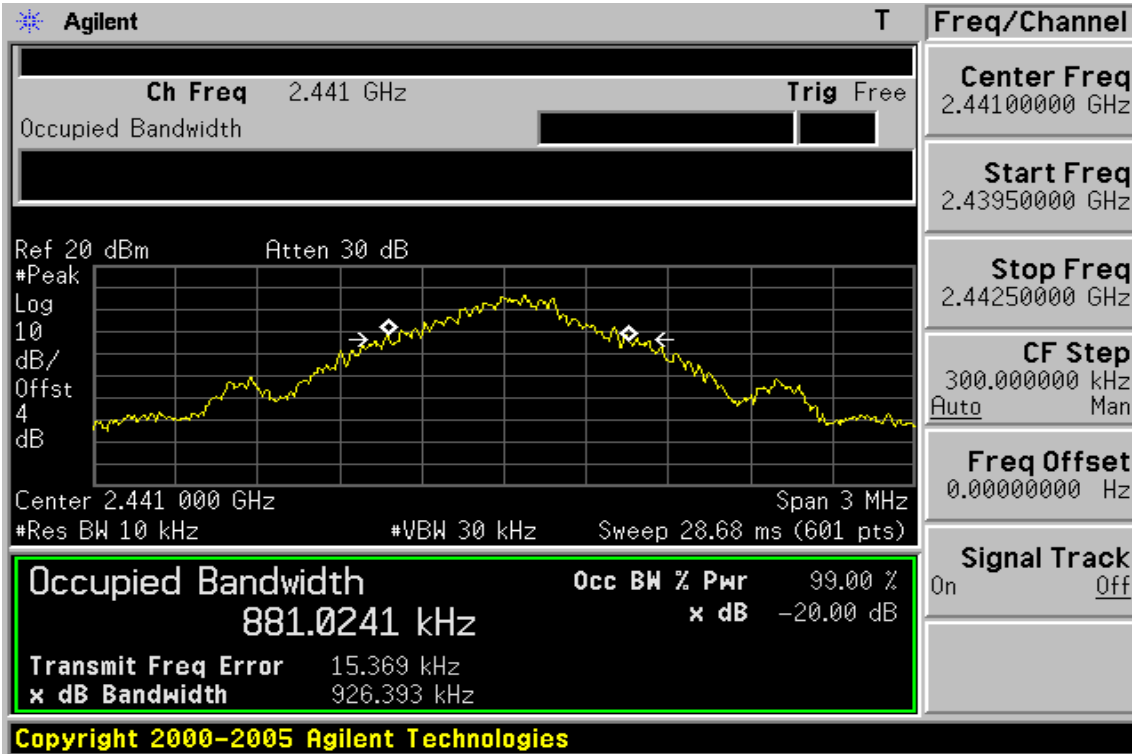 Agilent T
Ch Freq 2.441 GHz Trig Free
Occupied Bandwidth
Ref 20 dBm Atten 30 dB
#Peak
Log
10
dB/
Offst
4
dB
Center 2.441 000 GHz Span 3 MHz
#Res BW 10 kHz #VBW 30 kHz Sweep 28.68 ms (601 pts)
Occupied Bandwidth
881.0241 kHz
Occ BW % Pwr 99.00 %
x dB -20.00 dB
Transmit Freq Error 15.369 kHz
x dB Bandwidth 926.393 kHz
Copyright 2000-2005 Agilent Technologies
Freq/Channel
Center Freq
2.44100000 GHz
Start Freq
2.43950000 GHz
Stop Freq
2.44250000 GHz
CF Step
300.000000 kHz
Auto Man
Freq Offset
0.00000000 Hz
Signal Track
On Off